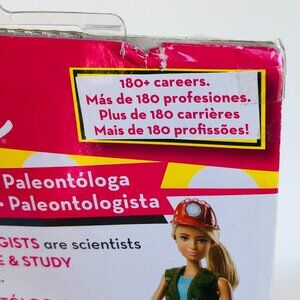 180+ careers.
Más de 180 profesiones.
Plus de 180 carrières
Mais de 180 profissões!
Paleontóloga
• Paleontologista
GISTS are scientists
E & STUDY